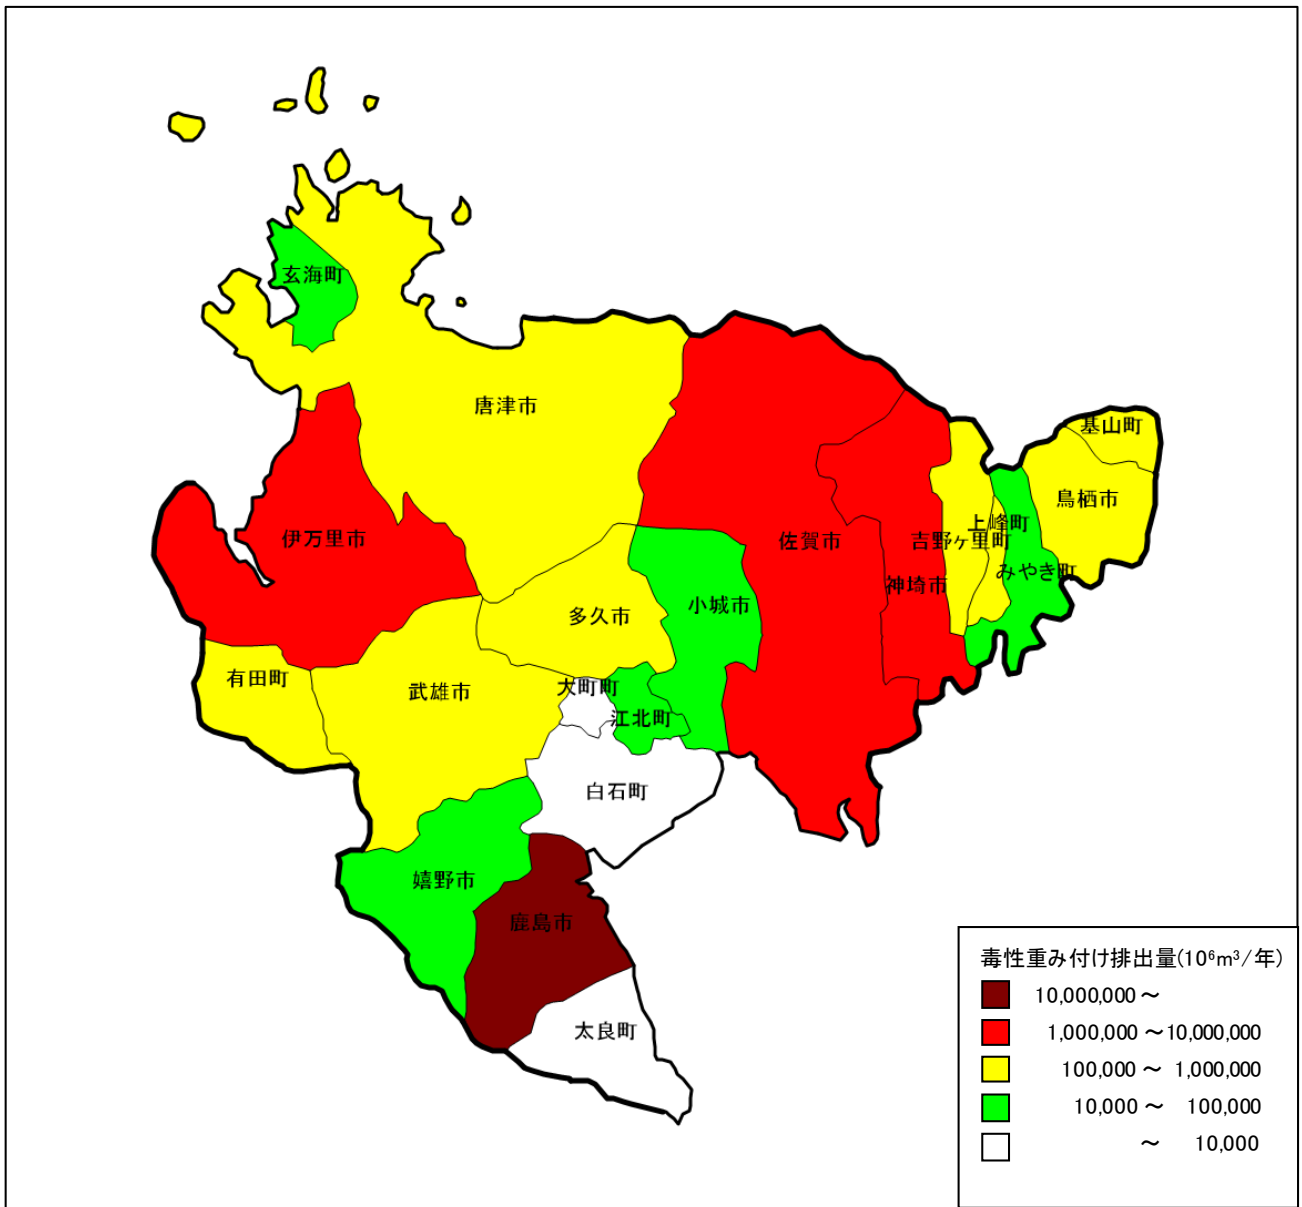 玄海町
唐津市
基山町
鳥栖市
上峰町
伊万里市
佐賀市
吉野ヶ里町
みやき町
神埼市
小城市
多久市
有田町
武雄市
大町町
江北町
白石町
嬉野市
鹿島市
太良町
毒性重み付け排出量(10⁶m³/年)
10,000,000～
1,000,000～10,000,000
100,000～ 1,000,000
10,000～ 100,000
～ 10,000